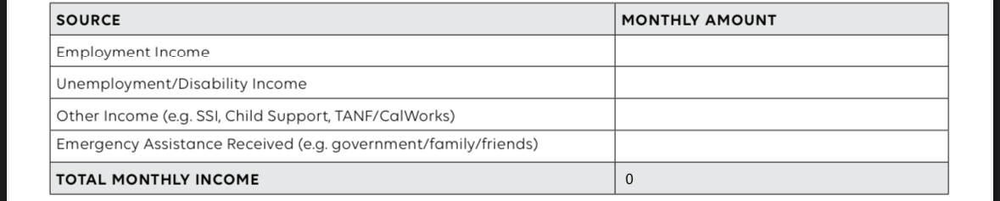 SOURCE MONTHLY AMOUNT
Employment Income
Unemployment/Disability Income
Other Income (e.g. SSI, Child Support, TANF/CalWorks)
Emergency Assistance Received (e.g. government/family/friends)
TOTAL MONTHLY INCOME 0